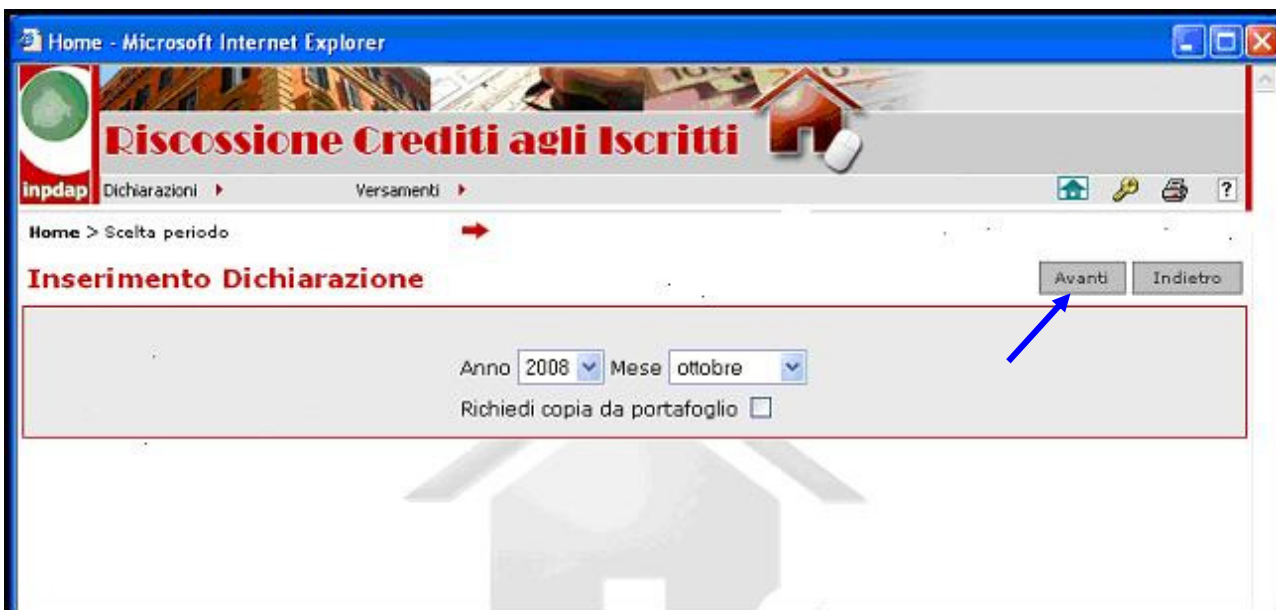 Home - Microsoft Internet Explorer
Riscossione Crediti agli Iscritti
inpdap Dichiarazioni Versamenti ?
Home > Scelta periodo
Inserimento Dichiarazione Avanti Indietro
Anno 2008 Mese ottobre
Richiedi copia da portafoglio